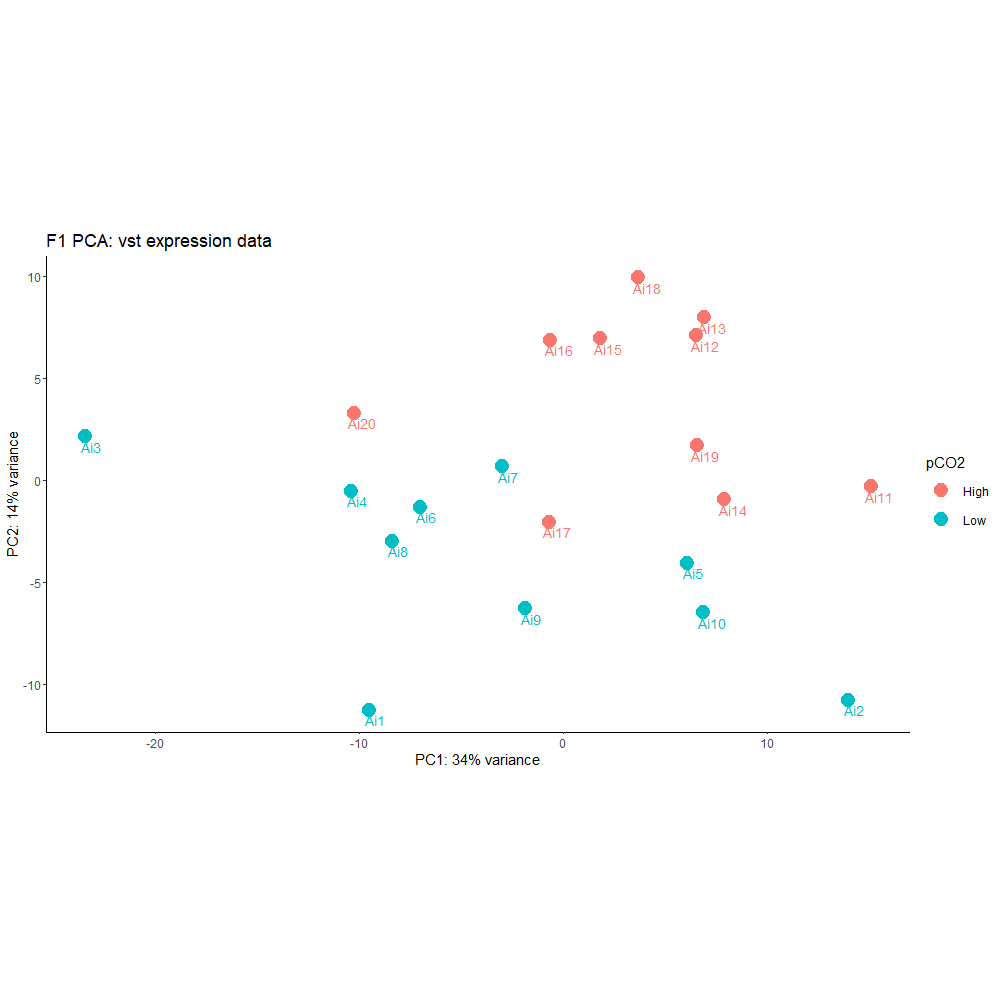 F1 PCA: vst expression data
10
5
0
-5
-10
PC2: 14% variance
Ai18
Ai13
Ai12
Ai16
Ai15
Ai20
Ai3
Ai19
Ai7
Ai11
Ai4
Ai14
Ai6
Ai17
Ai8
Ai5
Ai9
Ai10
Ai2
Ai1
-20
-10
0
10
PC1: 34% variance
pCO2
High
Low